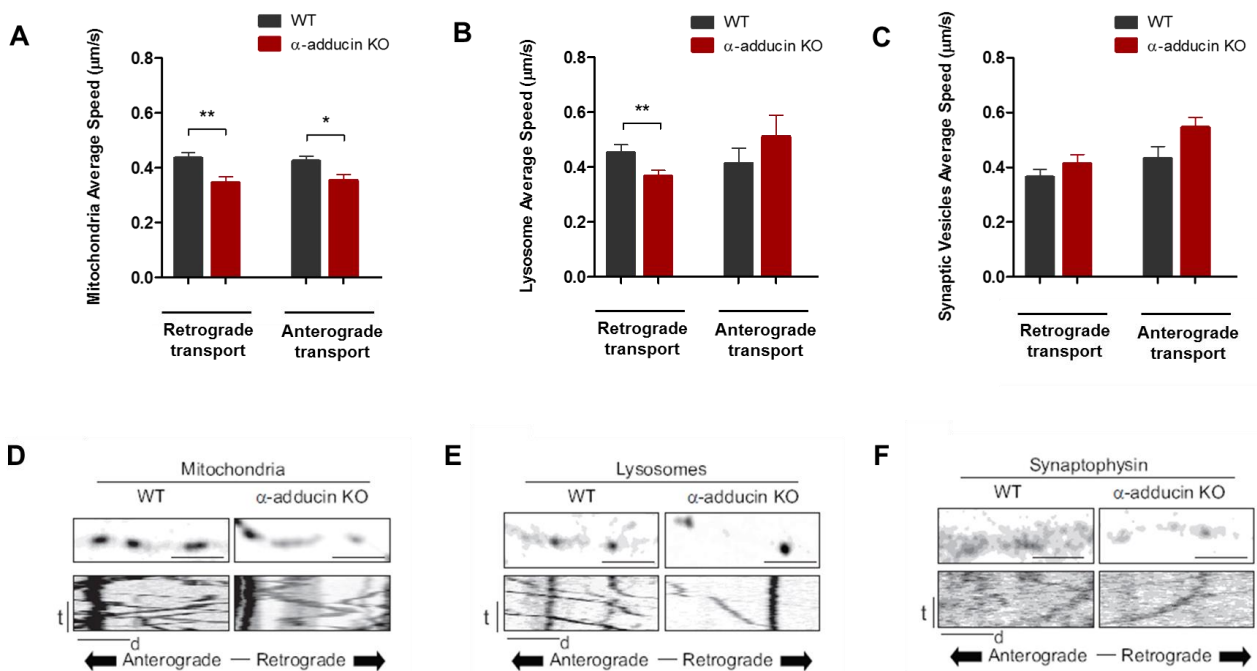 A
WT
α-adducin KO
Mitochondria Average Speed (μm/s)
0.8
0.6
0.4
0.2
0.0
**
*
Retrograde
transport
Anterograde
transport
B
WT
α-adducin KO
Lysosome Average Speed (μm/s)
0.8
0.6
0.4
0.2
0.0
**
Retrograde
transport
Anterograde
transport
C
WT
α-adducin KO
Synaptic Vesicles Average Speed (μm/s)
0.8
0.6
0.4
0.2
0.0
Retrograde
transport
Anterograde
transport
D
Mitochondria
WT
α-adducin KO
t
d
Anterograde — Retrograde
E
Lysosomes
WT
α-adducin KO
t
d
Anterograde — Retrograde
F
Synaptophysin
WT
α-adducin KO
t
d
Anterograde — Retrograde